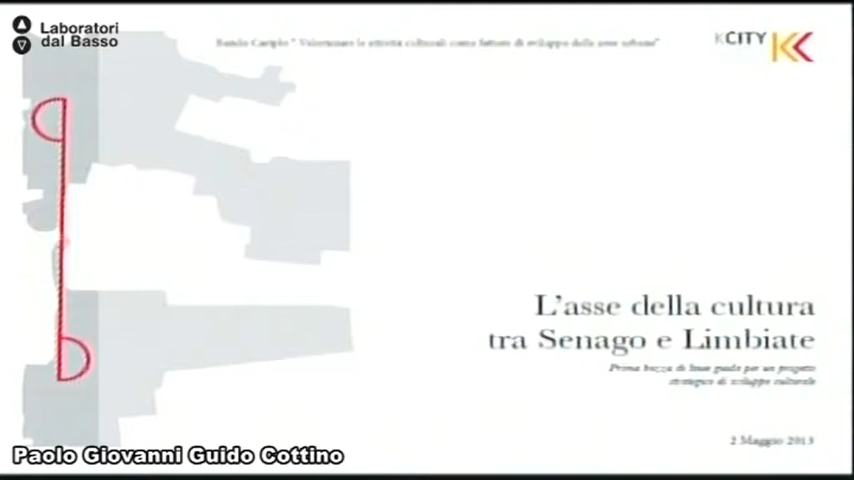 Laboratori
dal Basso
Bando Cariplo " Valorizzare le attività culturali come fattore di sviluppo delle aree urbane"
KCITY
L'asse della cultura
tra Senago e Limbiate
Prima bozza di linee guida per un progetto
strategico di sviluppo culturale
2 Maggio 2013
Paolo Giovanni Guido Cottino